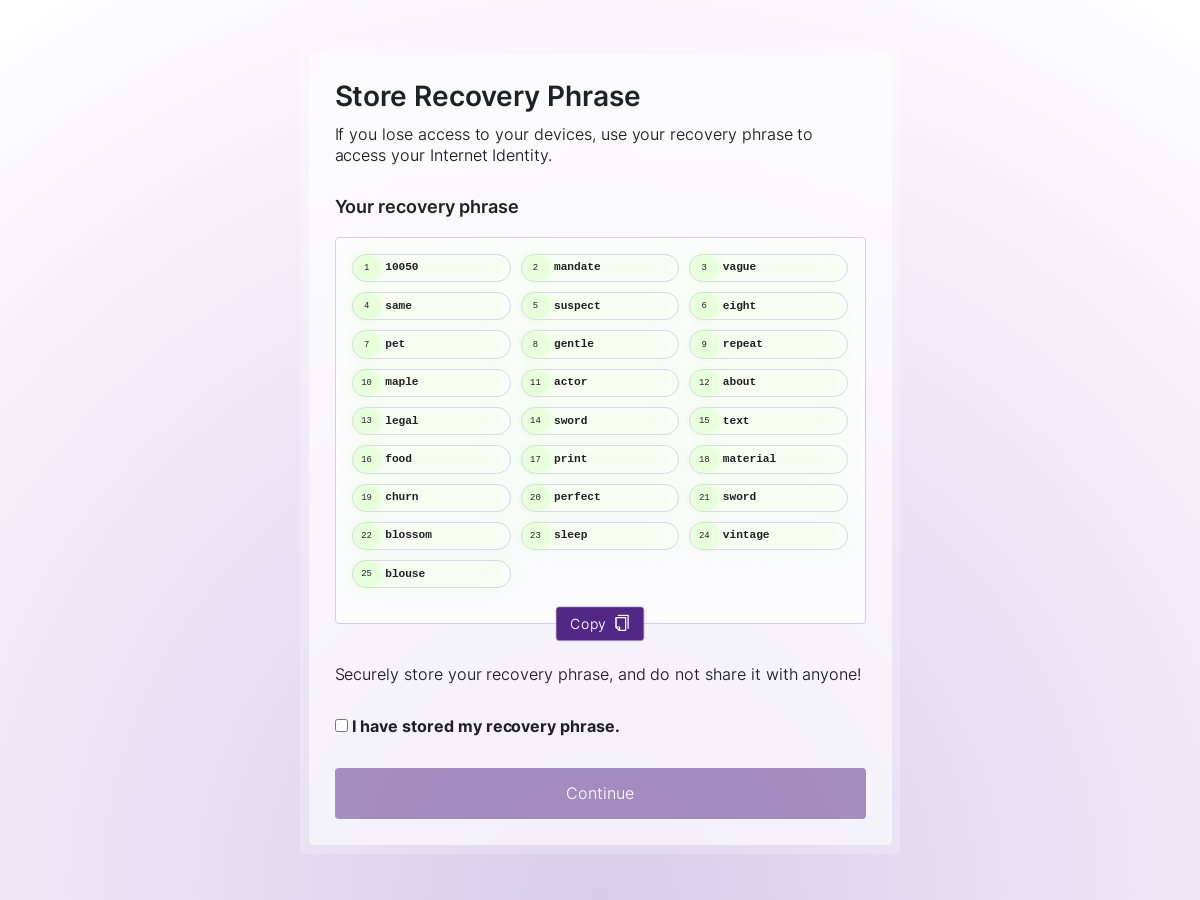 Store Recovery Phrase
If you lose access to your devices, use your recovery phrase to
access your Internet Identity.
Your recovery phrase
1 10050 2 mandate 3 vague
4 same 5 suspect 6 eight
7 pet 8 gentle 9 repeat
10 maple 11 actor 12 about
13 legal 14 sword 15 text
16 food 17 print 18 material
19 churn 20 perfect 21 sword
22 blossom 23 sleep 24 vintage
25 blouse
Copy
Securely store your recovery phrase, and do not share it with anyone!
I have stored my recovery phrase.
Continue